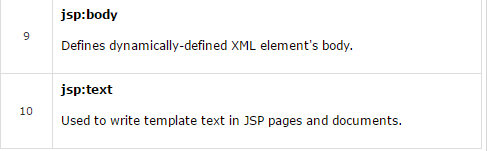 9
jsp:body
Defines dynamically-defined XML element's body.
10
jsp:text
Used to write template text in JSP pages and documents.